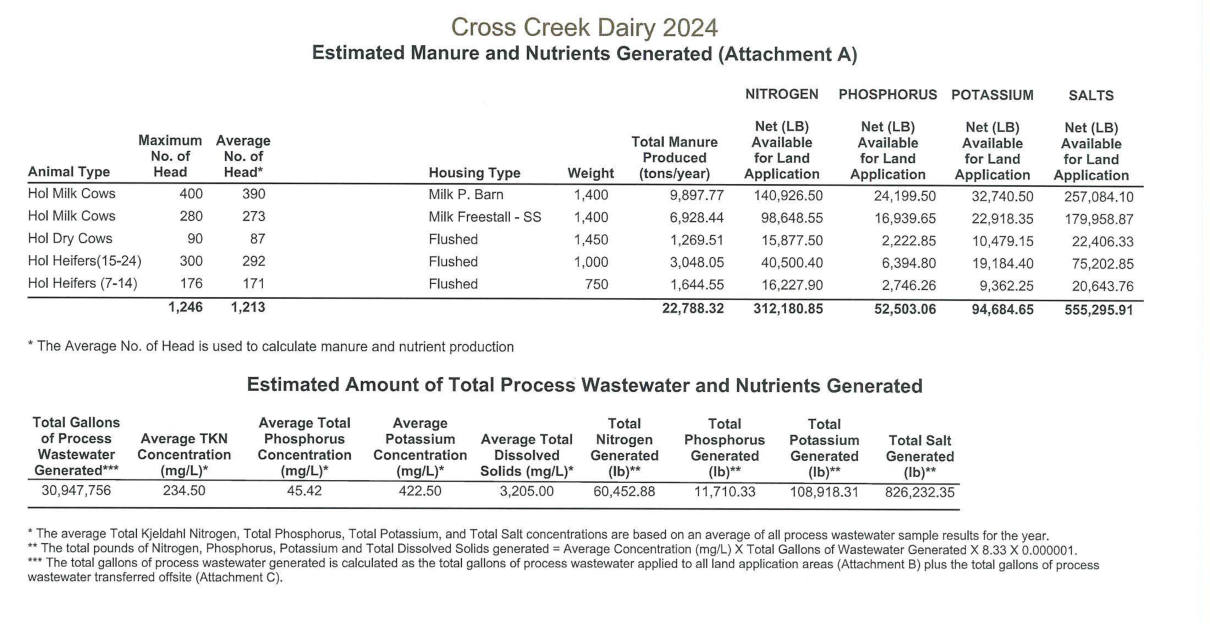 Cross Creek Dairy 2024
Estimated Manure and Nutrients Generated (Attachment A)
NITROGEN PHOSPHORUS POTASSIUM SALTS
Animal Type Maximum No. of Head Average No. of Head* Housing Type Weight Total Manure Produced (tons/year) Net (LB) Available for Land Application Net (LB) Available for Land Application Net (LB) Available for Land Application Net (LB) Available for Land Application
Hol Milk Cows 400 390 Milk P. Barn 1,400 9,897.77 140,926.50 24,199.50 32,740.50 257,084.10
Hol Milk Cows 280 273 Milk Freestall - SS 1,400 6,928.44 98,648.55 16,939.65 22,918.35 179,958.87
Hol Dry Cows 90 87 Flushed 1,450 1,269.51 15,877.50 2,222.85 10,479.15 22,406.33
Hol Heifers(15-24) 300 292 Flushed 1,000 3,048.05 40,500.40 6,394.80 19,184.40 75,202.85
Hol Heifers (7-14) 176 171 Flushed 750 1,644.55 16,227.90 2,746.26 9,362.25 20,643.76
1,246 1,213 22,788.32 312,180.85 52,503.06 94,684.65 555,295.91
* The Average No. of Head is used to calculate manure and nutrient production
Estimated Amount of Total Process Wastewater and Nutrients Generated
Total Gallons of Process Wastewater Generated*** Average TKN Concentration (mg/L)* Average Total Phosphorus Concentration (mg/L)* Average Potassium Concentration (mg/L)* Average Total Dissolved Solids (mg/L)* Total Nitrogen Generated (lb)** Total Phosphorus Generated (lb)** Total Potassium Generated (lb)** Total Salt Generated (lb)**
30,947,756 234.50 45.42 422.50 3,205.00 60,452.88 11,710.33 108,918.31 826,232.35
* The average Total Kjeldahl Nitrogen, Total Phosphorus, Total Potassium, and Total Salt concentrations are based on an average of all process wastewater sample results for the year.
** The total pounds of Nitrogen, Phosphorus, Potassium and Total Dissolved Solids generated = Average Concentration (mg/L) X Total Gallons of Wastewater Generated X 8.33 X 0.000001.
*** The total gallons of process wastewater generated is calculated as the total gallons of process wastewater applied to all land application areas (Attachment B) plus the total gallons of process
wastewater transferred offsite (Attachment C).